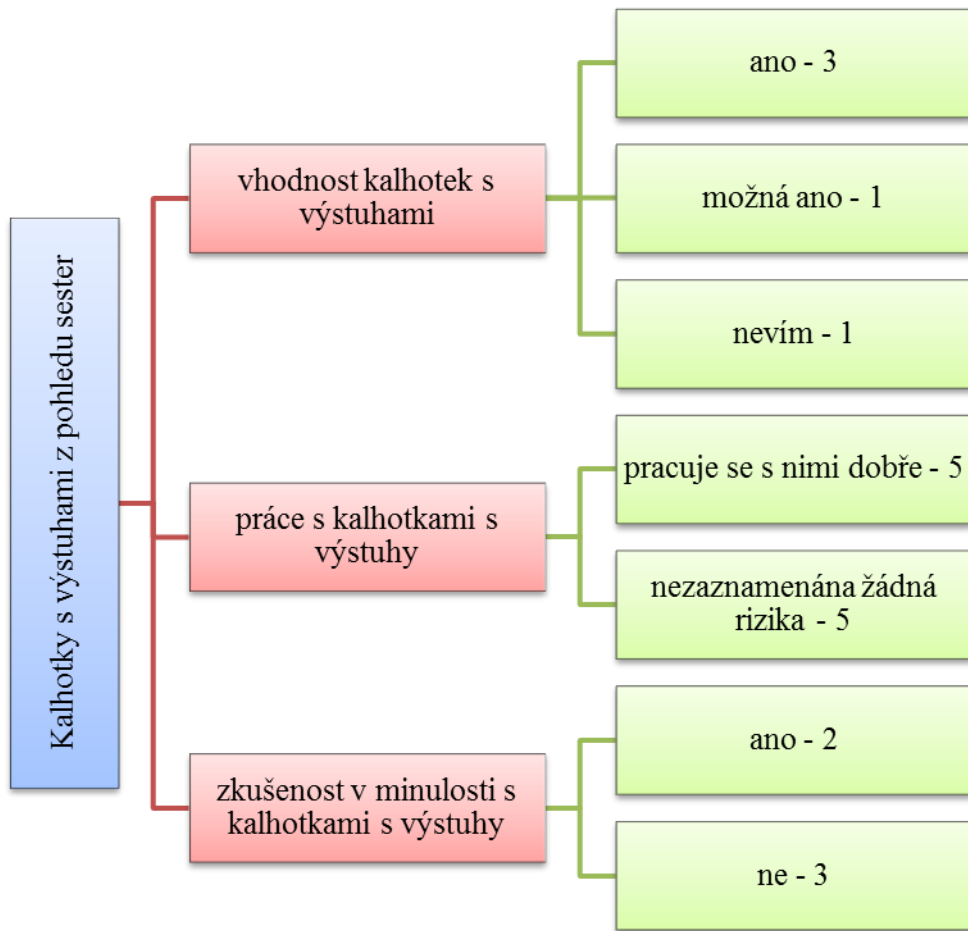 Kalhotky s výstuhami z pohledu sester
vhodnost kalhotek s
výstuhami
ano - 3
možná ano - 1
nevím - 1
práce s kalhotkami s
výstuhy
pracuje se s nimi dobře - 5
nezaznamenána žádná
rizika - 5
zkušenost v minulosti s
kalhotkami s výstuhy
ano - 2
ne - 3